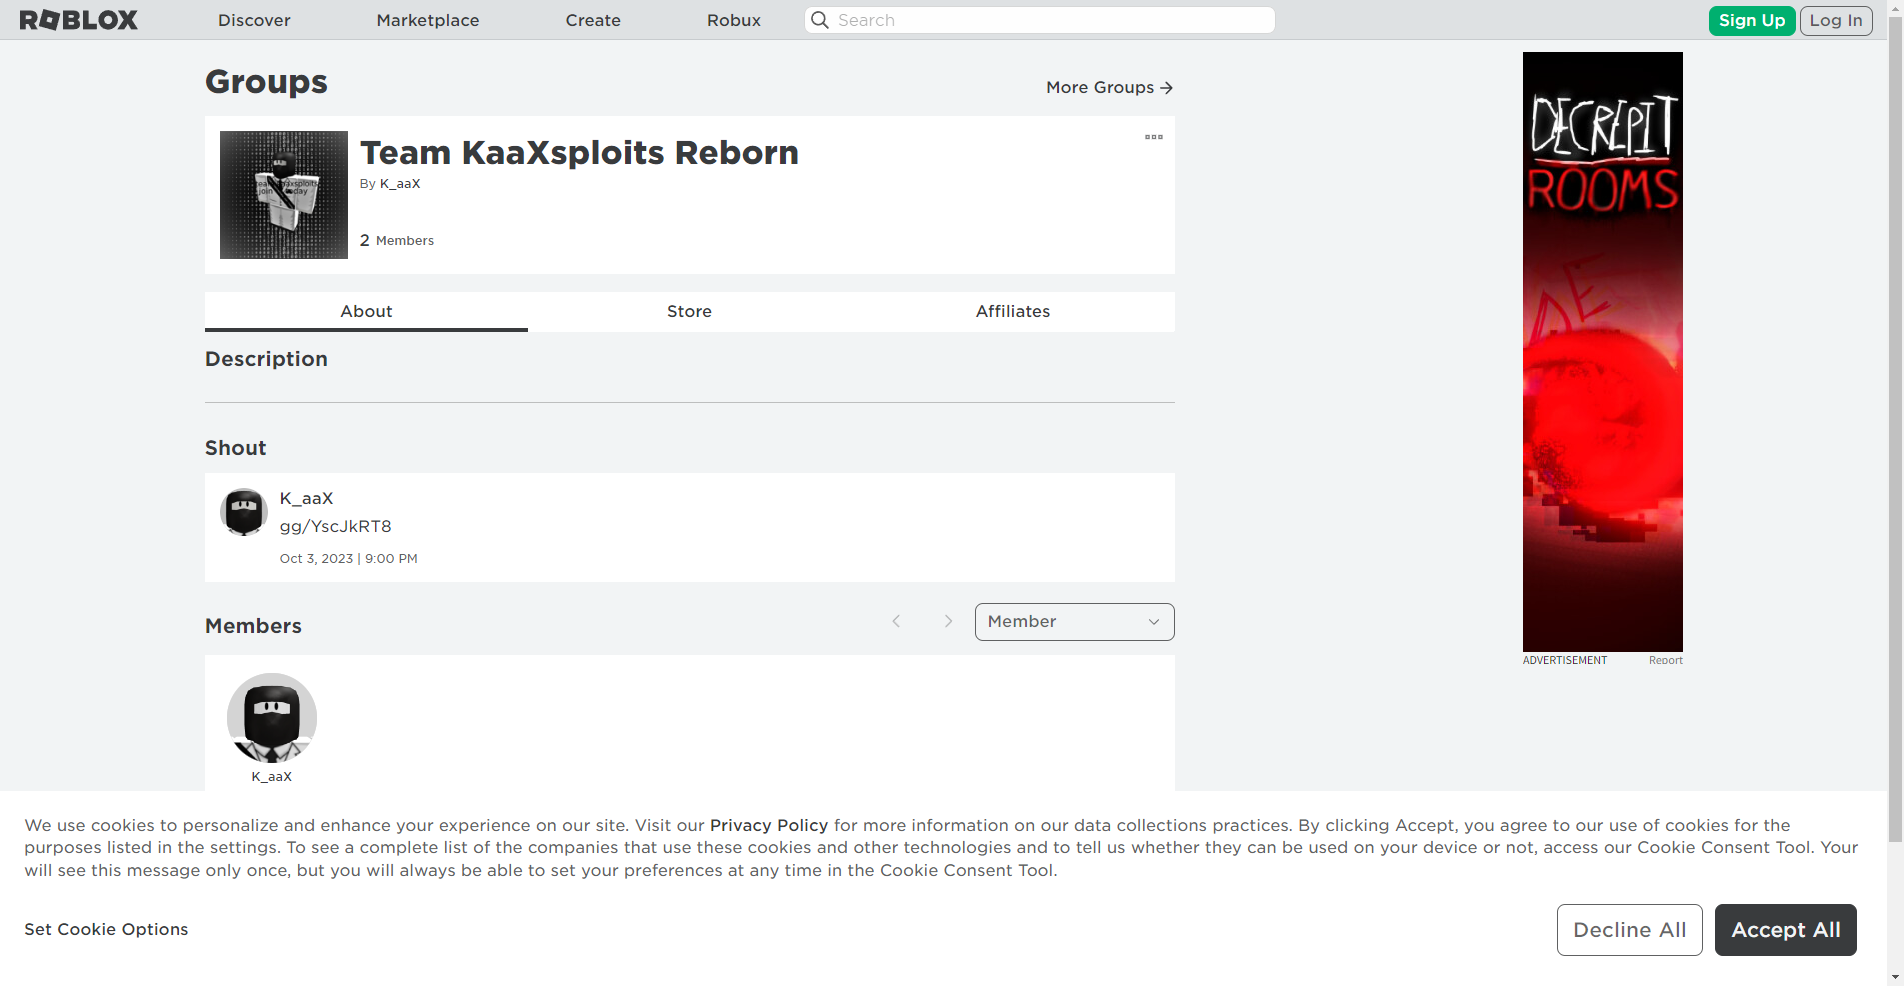 ROBLOX
Discover
Marketplace
Create
Robux
Search
Sign Up
Log In
Groups
More Groups
Team KaaXsploits Reborn
By K_aaX
2 Members
About
Store
Affiliates
Description
Shout
K_aaX
gg/YscJkRT8
Oct 3, 2023 | 9:00 PM
Members
Member
K_aaX
DECREPIT
ROOMS
ADVERTISEMENT
Report
We use cookies to personalize and enhance your experience on our site. Visit our Privacy Policy for more information on our data collections practices. By clicking Accept, you agree to our use of cookies for the
purposes listed in the settings. To see a complete list of the companies that use these cookies and other technologies and to tell us whether they can be used on your device or not, access our Cookie Consent Tool. Your
will see this message only once, but you will always be able to set your preferences at any time in the Cookie Consent Tool.
Set Cookie Options
Decline All
Accept All